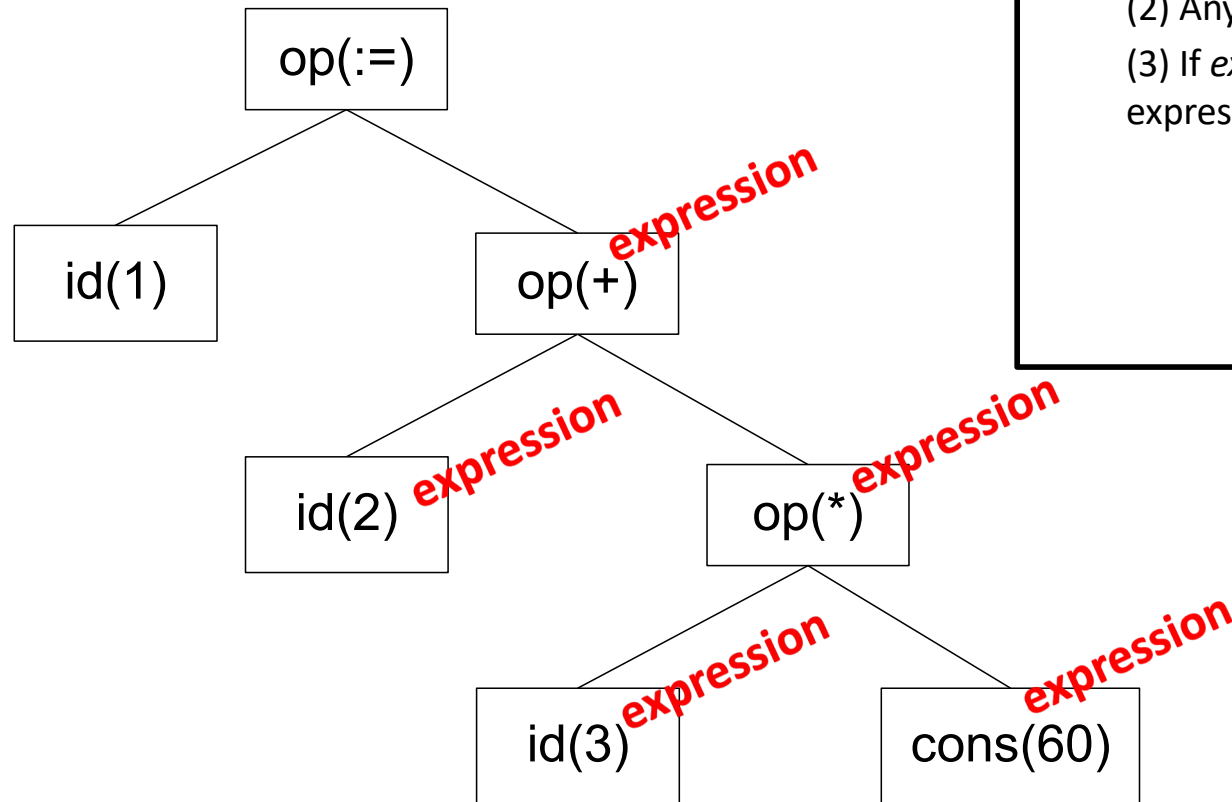 (2) Any
(3) If
expres
op(:=)
expression
id(1)
op(+)
expression
expression
id(2)
op(*)
expression
expression
id(3)
cons(60)